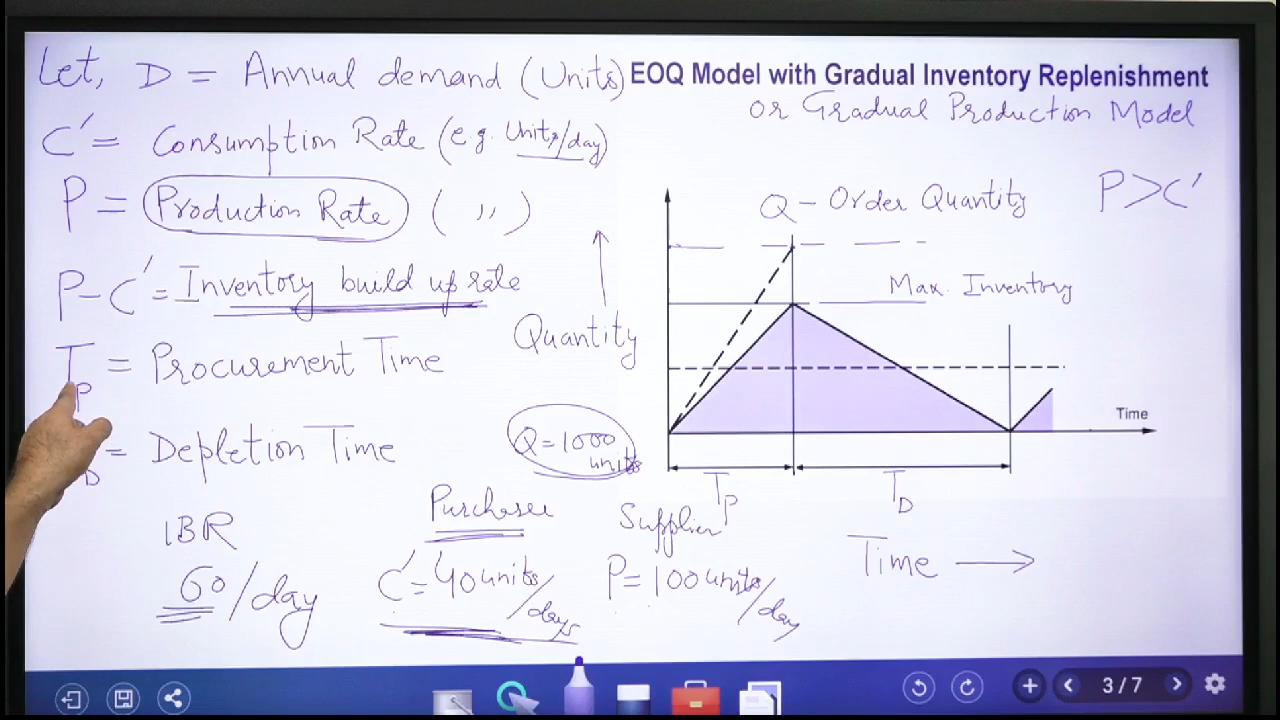 Let, D = Annual demand (Units)
EOQ Model with Gradual Inventory Replenishment
or Gradual Production Model
C' = Consumption Rate (e.g. Units/day)
P = Production Rate ( ,, )
P - C' = Inventory build up rate
Tp = Procurement Time
D = Depletion Time
Q - Order Quantity
P > C'
Max. Inventory
Quantity
Time
Q = 1000 units
TP
TD
Time →
IBR
60/day
Purchaser
C' = 40 units/days
Supplier
P = 100 units/day
3 / 7